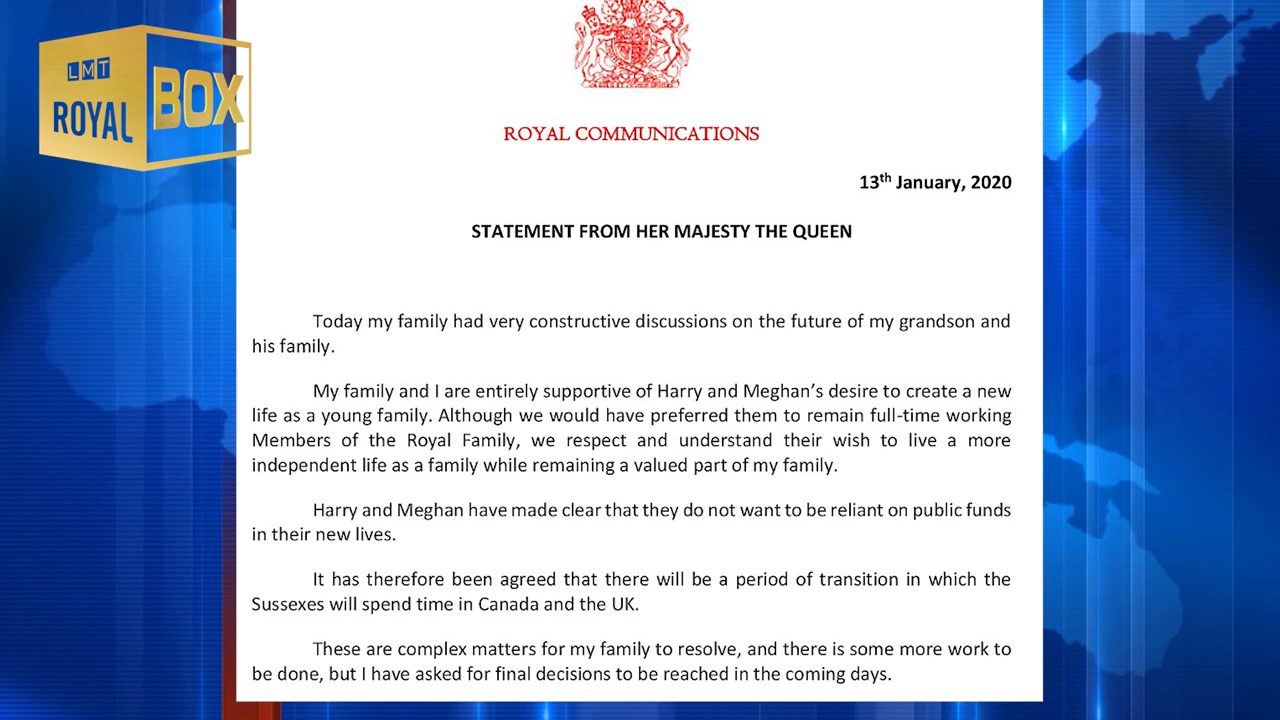 LMT
ROYAL BOX
ROYAL COMMUNICATIONS
13th January, 2020
STATEMENT FROM HER MAJESTY THE QUEEN
Today my family had very constructive discussions on the future of my grandson and
his family.
My family and I are entirely supportive of Harry and Meghan’s desire to create a new
life as a young family. Although we would have preferred them to remain full-time working
Members of the Royal Family, we respect and understand their wish to live a more
independent life as a family while remaining a valued part of my family.
Harry and Meghan have made clear that they do not want to be reliant on public funds
in their new lives.
It has therefore been agreed that there will be a period of transition in which the
Sussexes will spend time in Canada and the UK.
These are complex matters for my family to resolve, and there is some more work to
be done, but I have asked for final decisions to be reached in the coming days.